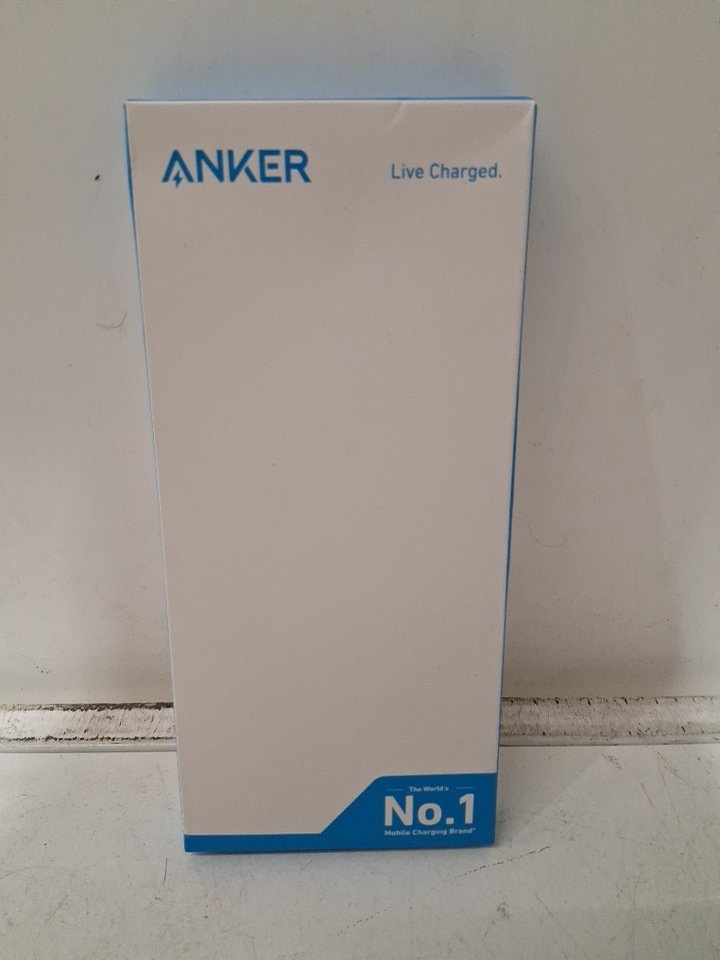 ANKER
Live Charged.
The World's
No.1
Mobile Charging Brand*